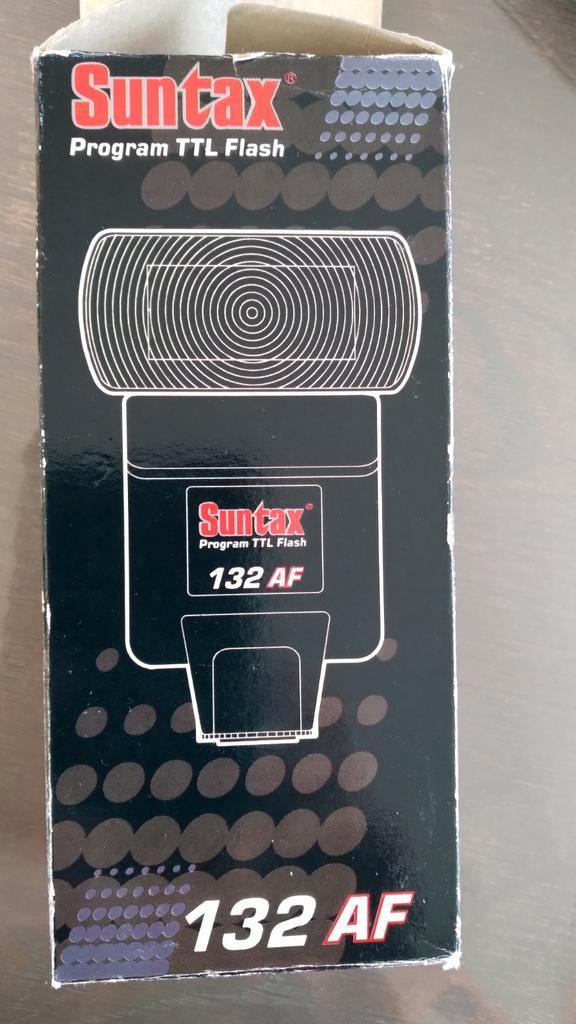 Suntax®
Program TTL Flash
Suntax®
Program TTL Flash
132 AF
132 AF